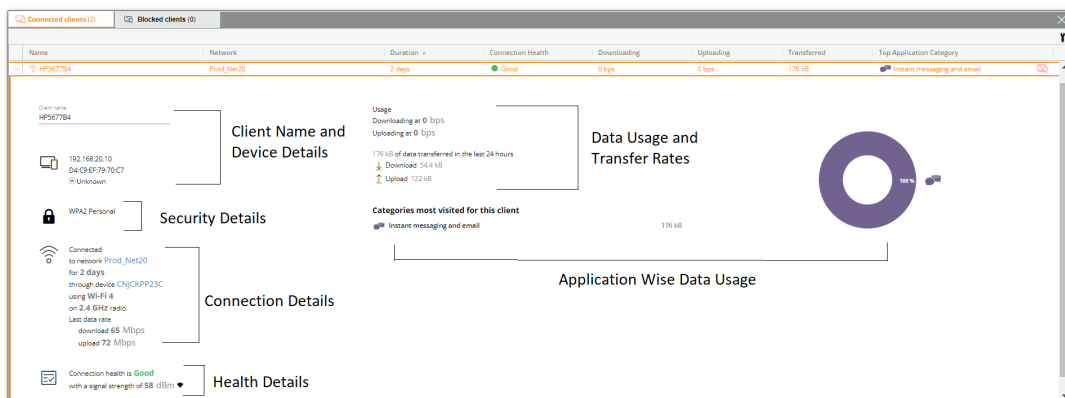 Connected clients (2)
Blocked clients (0)
Name Network Duration Connection Health Downloading Uploading Transferred Top Application Category
HP5677B4 Prod_Net20 2 days Good 0 bps 0 bps 176 kB Instant messaging and email
Client name
HP5677B4
192.168.20.10
D4:C9:EF:79:70:C7
Unknown
Client Name and
Device Details
WPA2 Personal
Security Details
Connected
to network Prod_Net20
for 2 days
through device CNJCKPP23C
using Wi-Fi 4
on 2.4 GHz radio.
Last data rate
download 65 Mbps
upload 72 Mbps
Connection Details
Connection health is Good
with a signal strength of 58 dBm
Health Details
Usage
Downloading at 0 bps
Uploading at 0 bps
176 kB of data transferred in the last 24 hours
Download 54.4 kB
Upload 122 kB
Data Usage and
Transfer Rates
Categories most visited for this client
Instant messaging and email 176 kB
100 %
Application Wise Data Usage